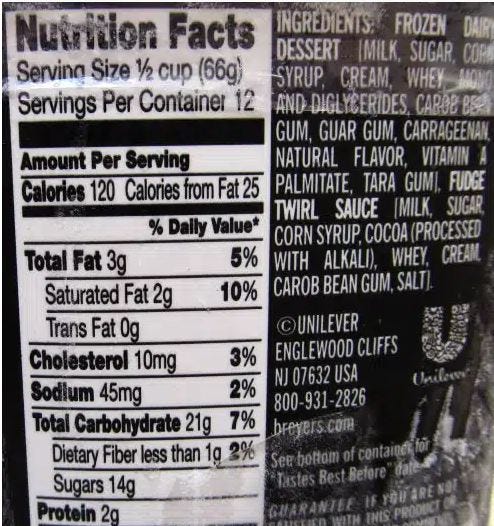 Nutrition Facts
Serving Size ½ cup (66g)
Servings Per Container 12
Amount Per Serving
Calories 120 Calories from Fat 25
% Daily Value*
Total Fat 3g 5%
Saturated Fat 2g 10%
Trans Fat 0g
Cholesterol 10mg 3%
Sodium 45mg 2%
Total Carbohydrate 21g 7%
Dietary Fiber less than 1g 2%
Sugars 14g
Protein 2g
INGREDIENTS: FROZEN DAIR
DESSERT [MILK, SUGAR, COR
SYRUP, CREAM, WHEY, MONO
AND DIGLYCERIDES, CAROB BE
GUM, GUAR GUM, CARRAGEENAN,
NATURAL FLAVOR, VITAMIN A
PALMITATE, TARA GUM], FUDGE
TWIRL SAUCE [MILK, SUGAR,
CORN SYRUP, COCOA (PROCESSED
WITH ALKALI), WHEY, CREAM,
CAROB BEAN GUM, SALT].
©UNILEVER
ENGLEWOOD CLIFFS
NJ 07632 USA
800-931-2826
breyers.com
Unilever
See bottom of container for
"Tastes Best Before" date
GUARANTEE IF YOU ARE NOT
WITH THIS PRODUCT